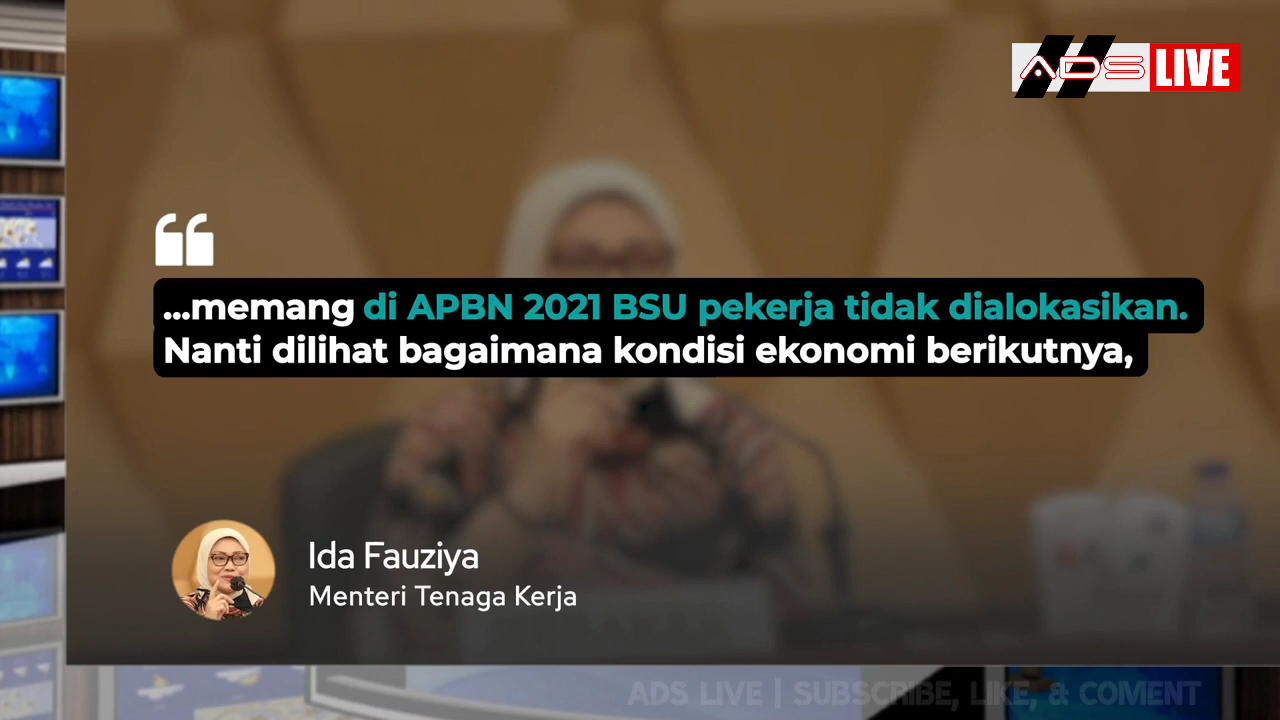 ADS LIVE
...memang di APBN 2021 BSU pekerja tidak dialokasikan.
Nanti dilihat bagaimana kondisi ekonomi berikutnya,
Ida Fauziya
Menteri Tenaga Kerja
ADS LIVE | SUBSCRIBE, LIKE, & COMENT